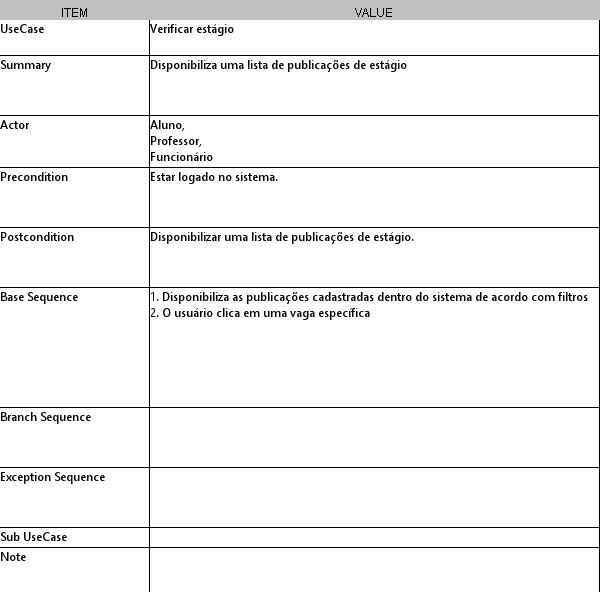 ITEM VALUE
UseCase Verificar estágio
Summary Disponibiliza uma lista de publicações de estágio
Actor Aluno,
Professor,
Funcionário
Precondition Estar logado no sistema.
Postcondition Disponibilizar uma lista de publicações de estágio.
Base Sequence 1. Disponibiliza as publicações cadastradas dentro do sistema de acordo com filtros
2. O usuário clica em uma vaga específica
Branch Sequence
Exception Sequence
Sub UseCase
Note